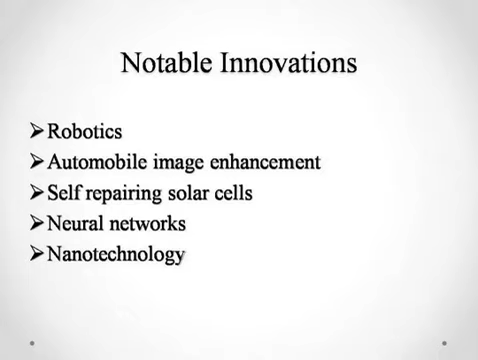 Notable Innovations
➢Robotics
➢Automobile image enhancement
➢Self repairing solar cells
➢Neural networks
➢Nanotechnology